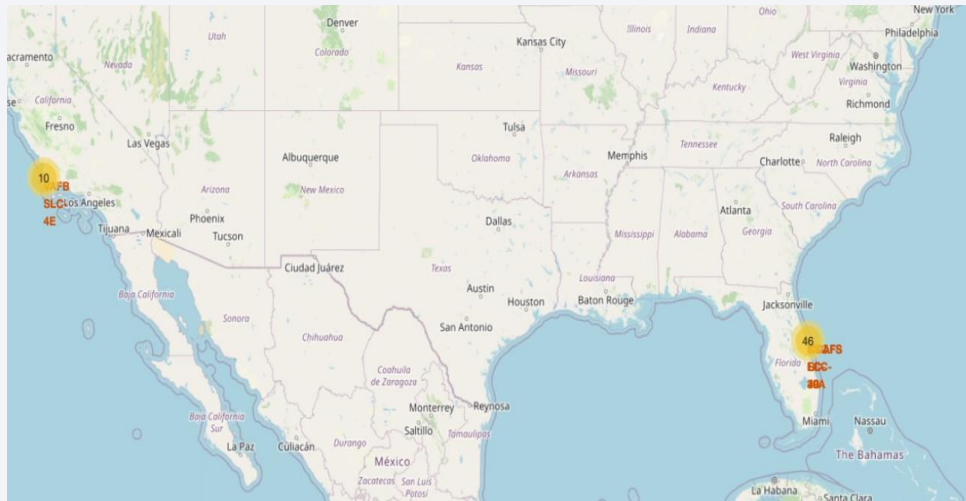 New York
Ohio
Denver
Illinois
Indiana
Philadelphia
Utah
Kansas City
acramento
Colorado
West Virginia
Nevada
Kansas
Missouri
Washington
Virginia
Kentucky
se
California
Richmond
Fresno
Tulsa
Las Vegas
Raleigh
Tennessee
Albuquerque
Oklahoma
Memphis
Charlotte
North Carolina
10
AFB
Arkansas
Arizona
New Mexico
SLC-
Los Angeles
South Carolina
4E
Phoenix
Atlanta
Dallas
Tijuana
Mexicali
Tucson
Mississippi
Alabama
Georgia
Ciudad Juárez
Texas
Louisiana
Austin
Baja California
Houston
Baton Rouge
Jacksonville
Sonora
San Antonio
Chihuahua
46
AFS
Florida
Coahuila
de Zaragoza
Monterrey
Reynosa
Baja California
Sur
Miami
Nassau
Saltillo
Tamaulipas
La Paz
Culiacán
Durango
The Bahamas
México
Zacatecas
San Luis
Potosí
La Habana
Santa Clara